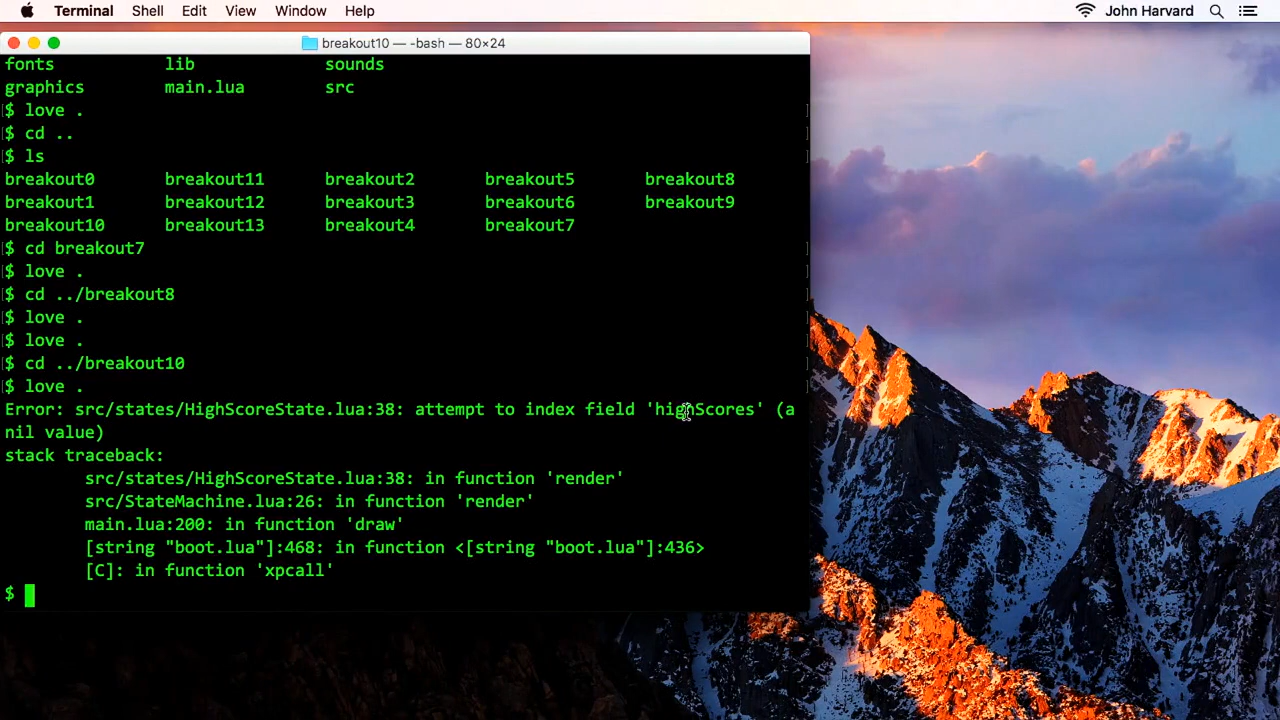 Terminal Shell Edit View Window Help John Harvard
breakout10 — -bash — 80×24
fonts lib sounds
graphics main.lua src
$ love .
$ cd ..
$ ls
breakout0 breakout11 breakout2 breakout5 breakout8
breakout1 breakout12 breakout3 breakout6 breakout9
breakout10 breakout13 breakout4 breakout7
$ cd breakout7
$ love .
$ cd ../breakout8
$ love .
$ love .
$ cd ../breakout10
$ love .
Error: src/states/HighScoreState.lua:38: attempt to index field 'highScores' (a
nil value)
stack traceback:
src/states/HighScoreState.lua:38: in function 'render'
src/StateMachine.lua:26: in function 'render'
main.lua:200: in function 'draw'
[string "boot.lua"]:468: in function <[string "boot.lua"]:436>
[C]: in function 'xpcall'
$